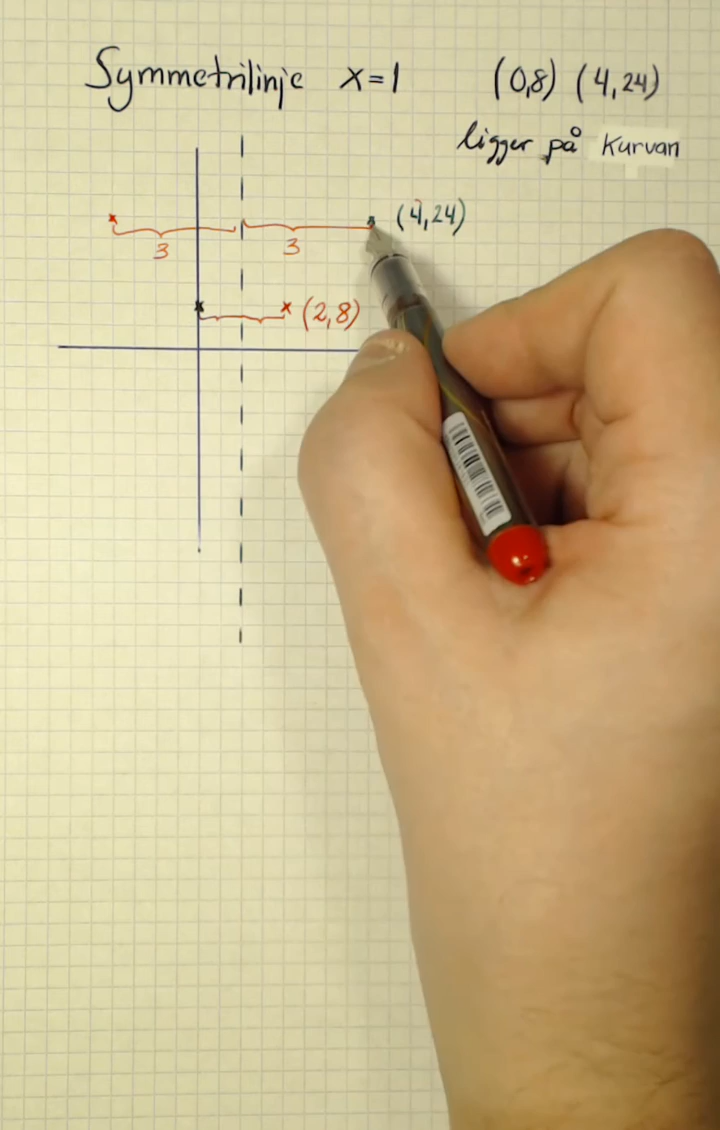 Symmetrilinje x=1 (0,8) (4,24)
ligger på kurvan
(4,24)
3 3
(2,8)